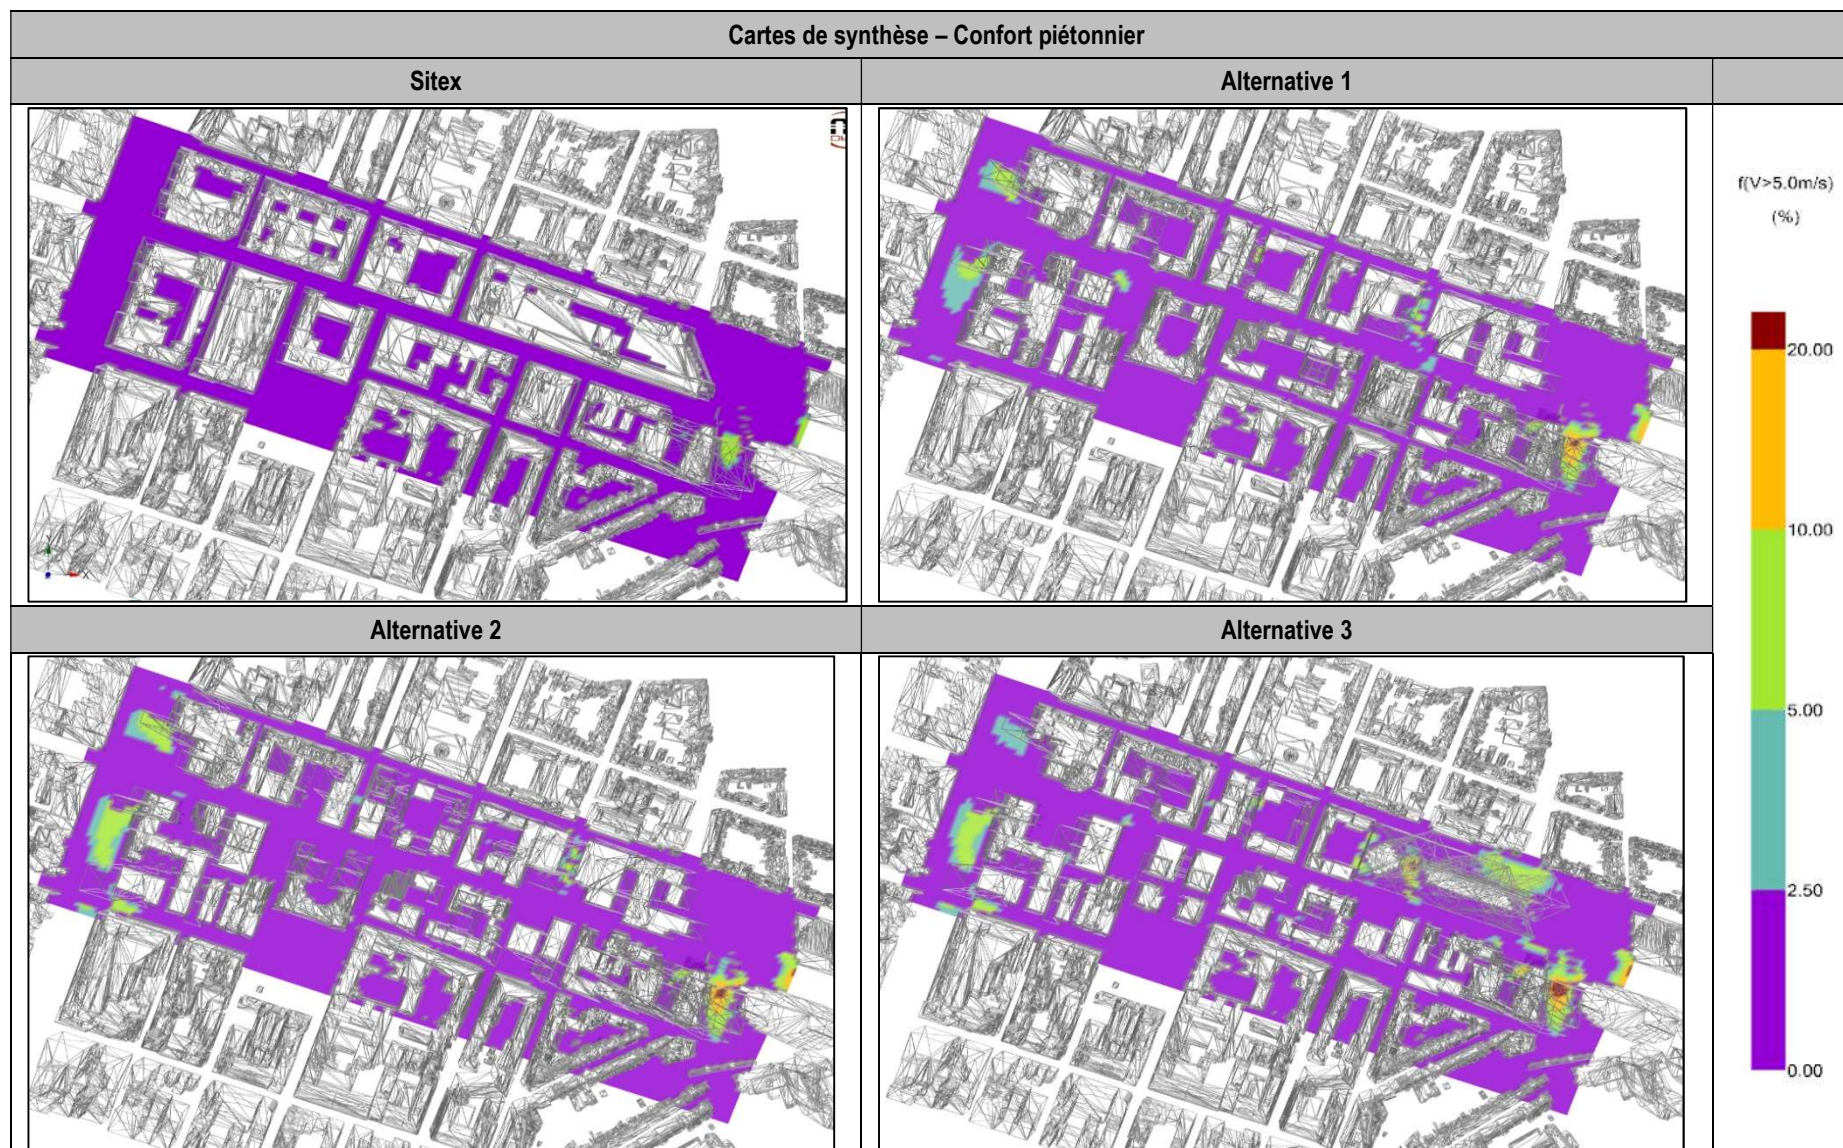 Cartes de synthèse – Confort piétonnier
Sitex
Alternative 1
f(V>5.0m/s)
(%)
20.00
10.00
5.00
2.50
0.00
Y
X
Alternative 2
Alternative 3